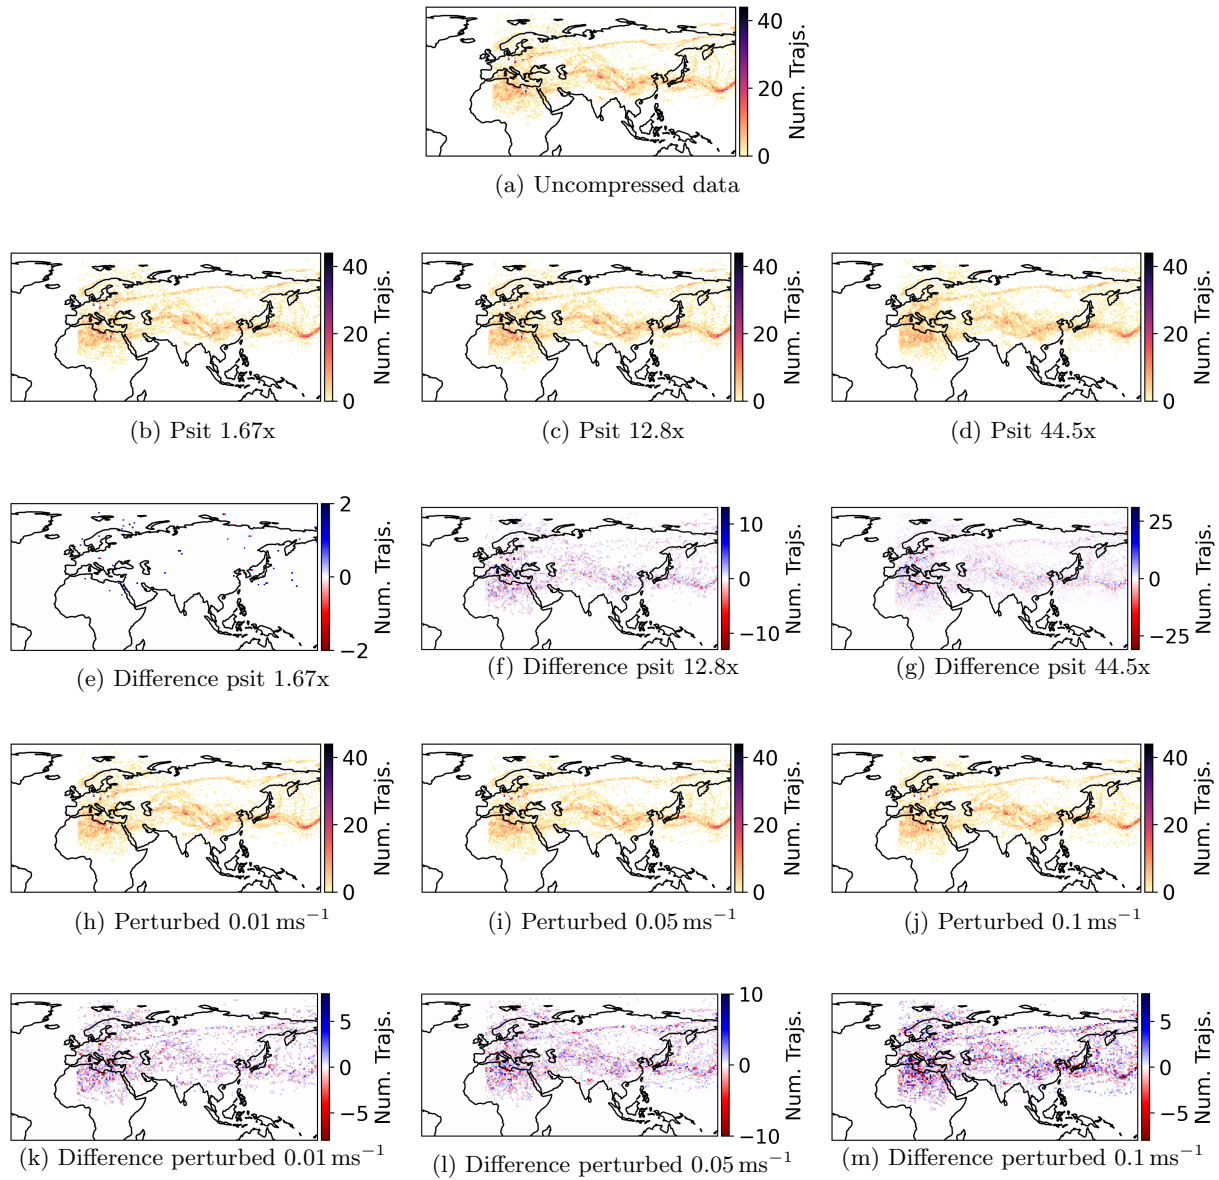 40
20
0
Num. Trajs.
(a) Uncompressed data
40
20
0
Num. Trajs.
40
20
0
Num. Trajs.
40
20
0
Num. Trajs.
(b) Psit 1.67x
(c) Psit 12.8x
(d) Psit 44.5x
2
0
−2
Num. Trajs.
10
0
−10
Num. Trajs.
25
0
−25
Num. Trajs.
(e) Difference psit 1.67x
(f) Difference psit 12.8x
(g) Difference psit 44.5x
40
20
0
Num. Trajs.
40
20
0
Num. Trajs.
40
20
0
Num. Trajs.
(h) Perturbed 0.01 ms⁻¹
(i) Perturbed 0.05 ms⁻¹
(j) Perturbed 0.1 ms⁻¹
5
0
−5
Num. Trajs.
10
0
−10
Num. Trajs.
5
0
−5
Num. Trajs.
(k) Difference perturbed 0.01 ms⁻¹
(l) Difference perturbed 0.05 ms⁻¹
(m) Difference perturbed 0.1 ms⁻¹